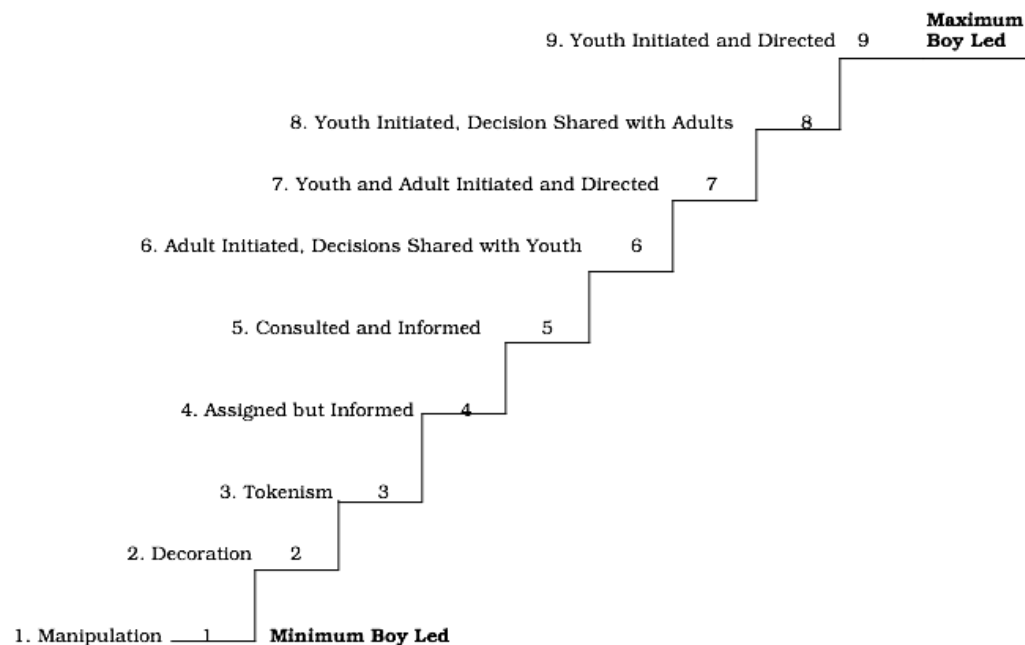 Maximum
9. Youth Initiated and Directed 9 Boy Led
8. Youth Initiated, Decision Shared with Adults 8
7. Youth and Adult Initiated and Directed 7
6. Adult Initiated, Decisions Shared with Youth 6
5. Consulted and Informed 5
4. Assigned but Informed 4
3. Tokenism 3
2. Decoration 2
1. Manipulation 1 Minimum Boy Led